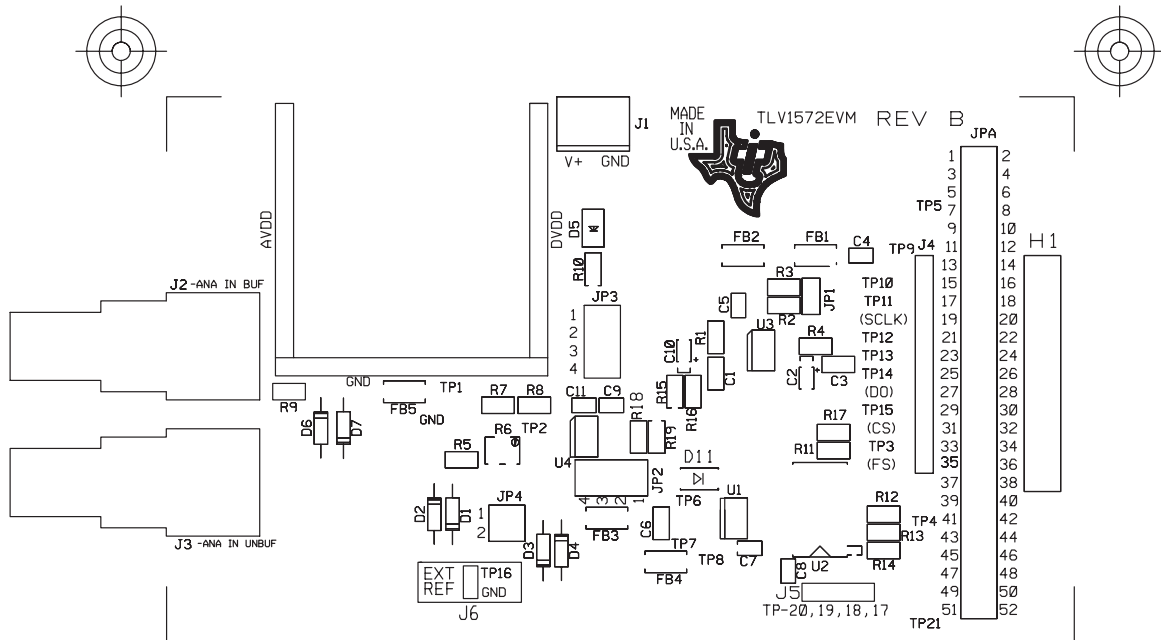 MADE
IN
U.S.A.
TLV1572EVM REV B
J1
V+ GND
JPA
1 2
3 4
5 6
TP5
7 8
9 10
TP9 J4 11 12
H1
13 14
TP10 15 16
TP11 17 18
(SCLK) 19 20
TP12 21 22
TP13 23 24
TP14 25 26
(DO) 27 28
TP15 29 30
(CS) 31 32
TP3 33 34
(FS) 35 36
37 38
39 40
TP4 41 42
43 44
45 46
47 48
49 50
51 52
TP21
AVDD
DVDD
D5
R10
FB2
FB1
C4
J2-ANA IN BUF
JP3
1
2
3
4
R3
JP1
R2
C5
U3
R1
R4
C10
+
C1
C2
+
C3
GND
TP1
FB5
GND
R9
D6
D7
R7 R8
C11 C9
R15
R16
R18
R19
R17
R11
R6
TP2
R5
U4
JP2
4 3 2 1
D11
TP6
U1
JP4
1
2
D2
D1
FB3
C6
D3
D4
TP7
TP8
C7
FB4
R12
R13
R14
U2
C8
J5
TP-20,19,18,17
J3-ANA IN UNBUF
EXT
REF
TP16
GND
J6